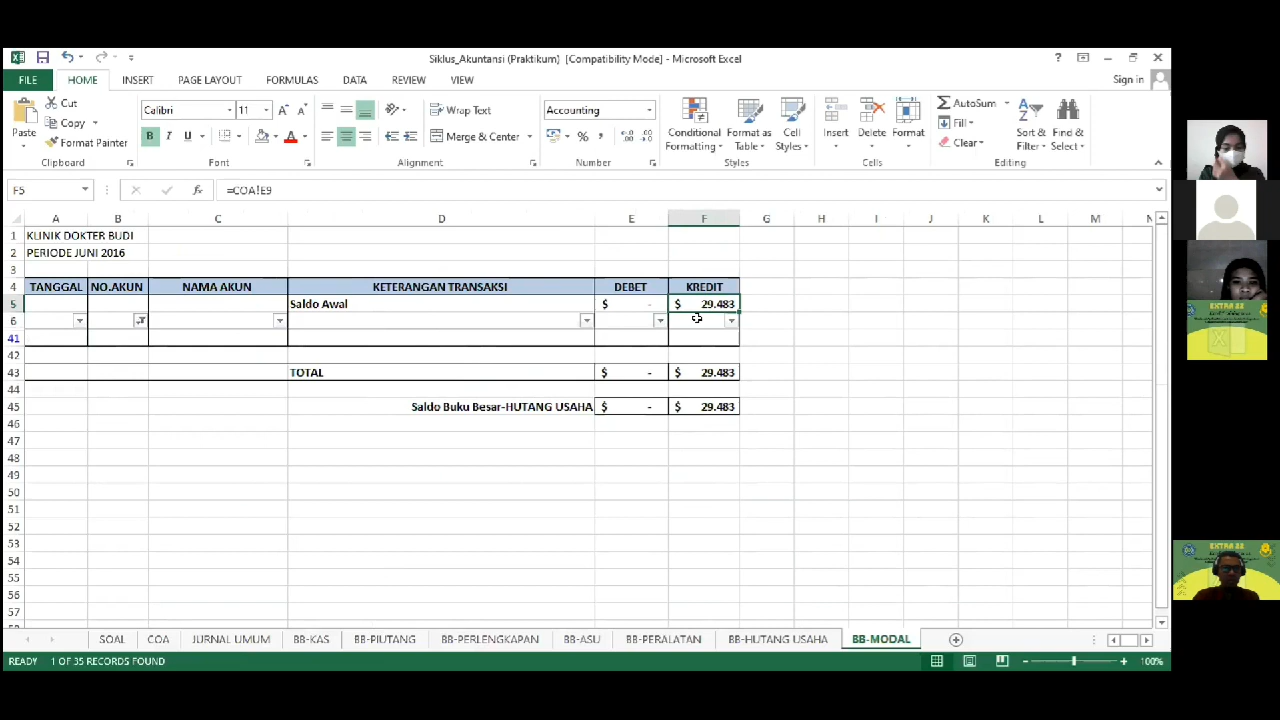 Siklus_Akuntansi (Praktikum) [Compatibility Mode] - Microsoft Excel
FILE HOME INSERT PAGE LAYOUT FORMULAS DATA REVIEW VIEW Sign in
Paste Cut Calibri 11 Wrap Text Accounting Conditional Formatting Format as Table Cell Styles Insert Delete Format AutoSum Sort & Filter Find & Select
Copy Fill
Format Painter B I U Merge & Center Clear
Clipboard Font Alignment Number Styles Cells Editing
F5 fx =COA!E9
A B C D E F G H I J K L M N
1 KLINIK DOKTER BUDI
2 PERIODE JUNI 2016
3
4 TANGGAL NO.AKUN NAMA AKUN KETERANGAN TRANSAKSI DEBET KREDIT
5 Saldo Awal $ - $ 29.483
6
41
42
43 TOTAL $ - $ 29.483
44
45 Saldo Buku Besar-HUTANG USAHA $ - $ 29.483
46
47
48
49
50
51
52
53
54
55
56
57
SOAL COA JURNAL UMUM BB-KAS BB-PIUTANG BB-PERLENGKAPAN BB-ASU BB-PERALATAN BB-HUTANG USAHA BB-MODAL
READY 1 OF 35 RECORDS FOUND 100%
EXTRA 22